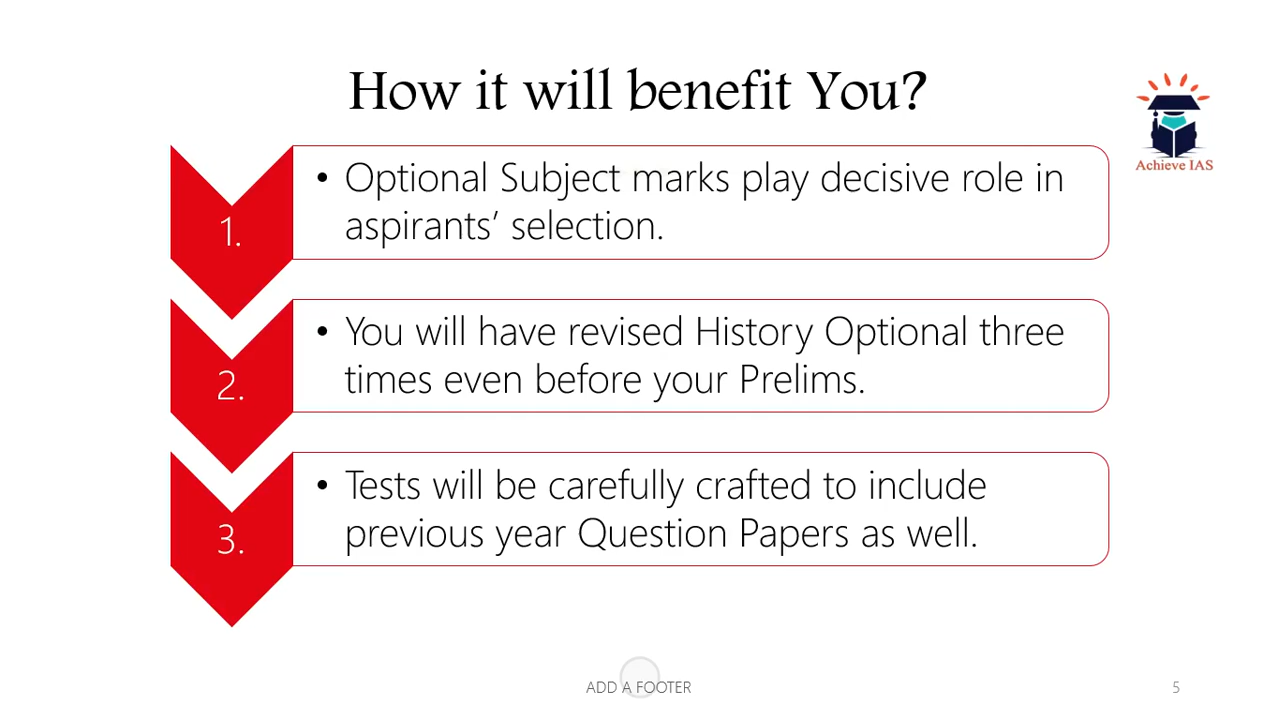 How it will benefit You?
Achieve IAS
1.
• Optional Subject marks play decisive role in
aspirants’ selection.
2.
• You will have revised History Optional three
times even before your Prelims.
3.
• Tests will be carefully crafted to include
previous year Question Papers as well.
ADD A FOOTER
5